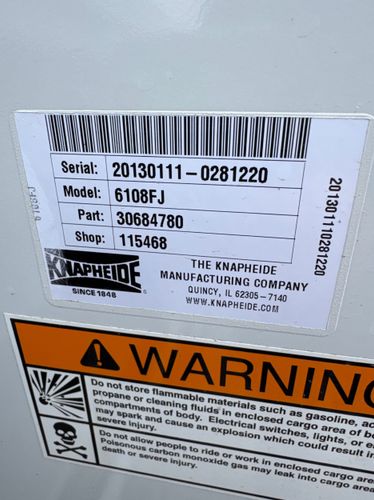 Serial: 20130111-0281220
Model: 6108FJ
Part: 30684780
Shop: 115468
6108FJ
201301110281220
KNAPHEIDE
SINCE 1848
THE KNAPHEIDE
MANUFACTURING COMPANY
QUINCY, IL 62305-7140
WWW.KNAPHEIDE.COM
WARNING
Do not store flammable materials such as gasoline,
propane or cleaning fluids in enclosed cargo area of
compartments of body. Electrical switches, lights, or
may spark and cause an explosion which could result
severe injury.
Do not allow people to ride or work in enclosed cargo
Poisonous carbon monoxide gas may leak into cargo
death or severe injury.